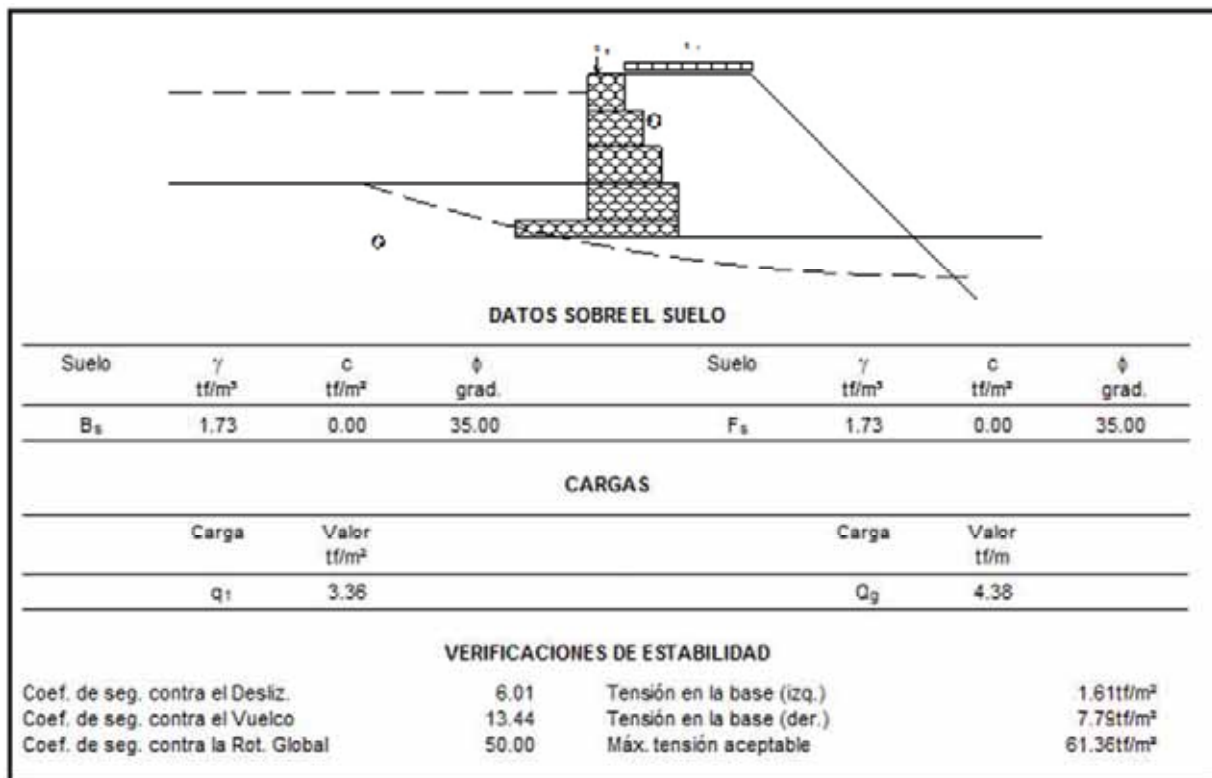 DATOS SOBRE EL SUELO
Suelo γ c ϕ Suelo γ c ϕ
tf/m³ tf/m² grad. tf/m³ tf/m² grad.
Bs 1.73 0.00 35.00 Fs 1.73 0.00 35.00
CARGAS
Carga Valor Carga Valor
tf/m² tf/m
q1 3.36 Qg 4.38
VERIFICACIONES DE ESTABILIDAD
Coef. de seg. contra el Desliz. 6.01 Tensión en la base (izq.) 1.61tf/m²
Coef. de seg. contra el Vuelco 13.44 Tensión en la base (der.) 7.79tf/m²
Coef. de seg. contra la Rot. Global 50.00 Máx. tensión aceptable 61.36tf/m²